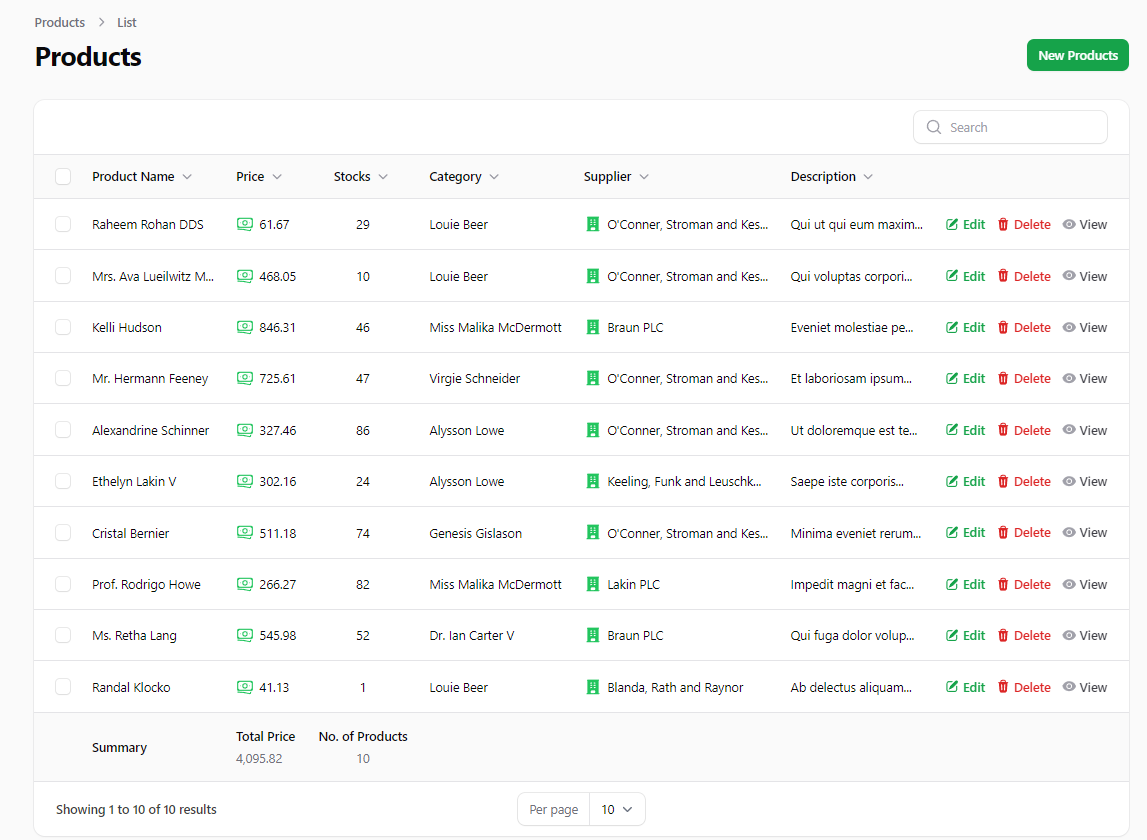 Products > List
Products
New Products
Search
Product Name Price Stocks Category Supplier Description
Raheem Rohan DDS 61.67 29 Louie Beer O'Conner, Stroman and Kes... Qui ut qui eum maxim... Edit Delete View
Mrs. Ava Lueilwitz M... 468.05 10 Louie Beer O'Conner, Stroman and Kes... Qui voluptas corpori... Edit Delete View
Kelli Hudson 846.31 46 Miss Malika McDermott Braun PLC Eveniet molestiae pe... Edit Delete View
Mr. Hermann Feeney 725.61 47 Virgie Schneider O'Conner, Stroman and Kes... Et laboriosam ipsum... Edit Delete View
Alexandrine Schinner 327.46 86 Alysson Lowe O'Conner, Stroman and Kes... Ut doloremque est te... Edit Delete View
Ethelyn Lakin V 302.16 24 Alysson Lowe Keeling, Funk and Leuschk... Saepe iste corporis... Edit Delete View
Cristal Bernier 511.18 74 Genesis Gislason O'Conner, Stroman and Kes... Minima eveniet rerum... Edit Delete View
Prof. Rodrigo Howe 266.27 82 Miss Malika McDermott Lakin PLC Impedit magni et fac... Edit Delete View
Ms. Retha Lang 545.98 52 Dr. Ian Carter V Braun PLC Qui fuga dolor volup... Edit Delete View
Randal Klocko 41.13 1 Louie Beer Blanda, Rath and Raynor Ab delectus aliquam... Edit Delete View
Summary Total Price No. of Products
4,095.82 10
Showing 1 to 10 of 10 results Per page 10